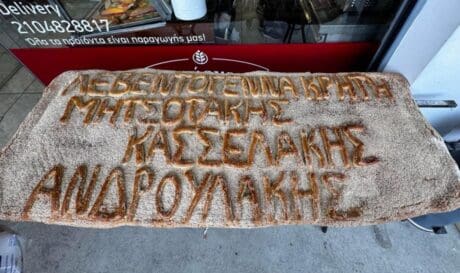 Delivery
2104828817
Όλα τα προϊόντα είναι παραγωγής μας!
ΛΕΒΕΝΤΟΓΕΝΝΑ ΚΡΗΤΗ
ΜΗΤΣΟΤΑΚΗΣ
ΚΑΣΣΕΛΑΚΗΣ
ΑΝΔΡΟΥΛΑΚΗΣ